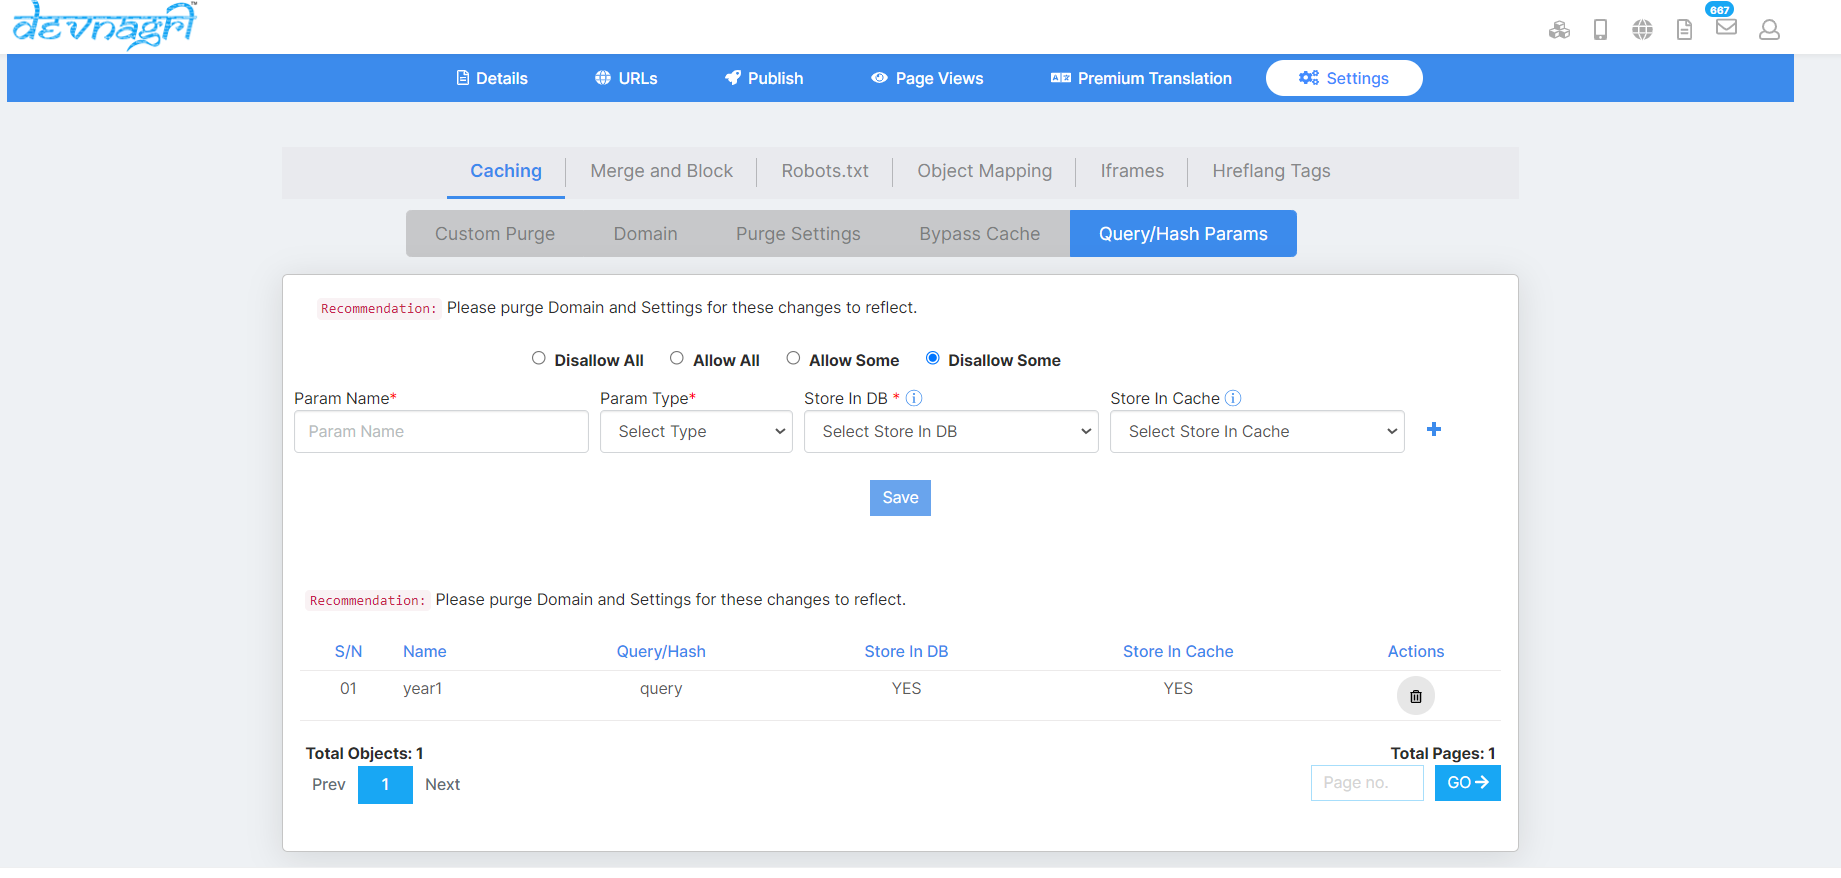 devnagri™
667
Details URLs Publish Page Views Premium Translation Settings
Caching Merge and Block Robots.txt Object Mapping Iframes Hreflang Tags
Custom Purge Domain Purge Settings Bypass Cache Query/Hash Params
Recommendation: Please purge Domain and Settings for these changes to reflect.
Disallow All Allow All Allow Some Disallow Some
Param Name* Param Type* Store In DB * Store In Cache
Param Name Select Type Select Store In DB Select Store In Cache
Save
Recommendation: Please purge Domain and Settings for these changes to reflect.
S/N Name Query/Hash Store In DB Store In Cache Actions
01 year1 query YES YES
Total Objects: 1 Total Pages: 1
Prev 1 Next Page no. GO